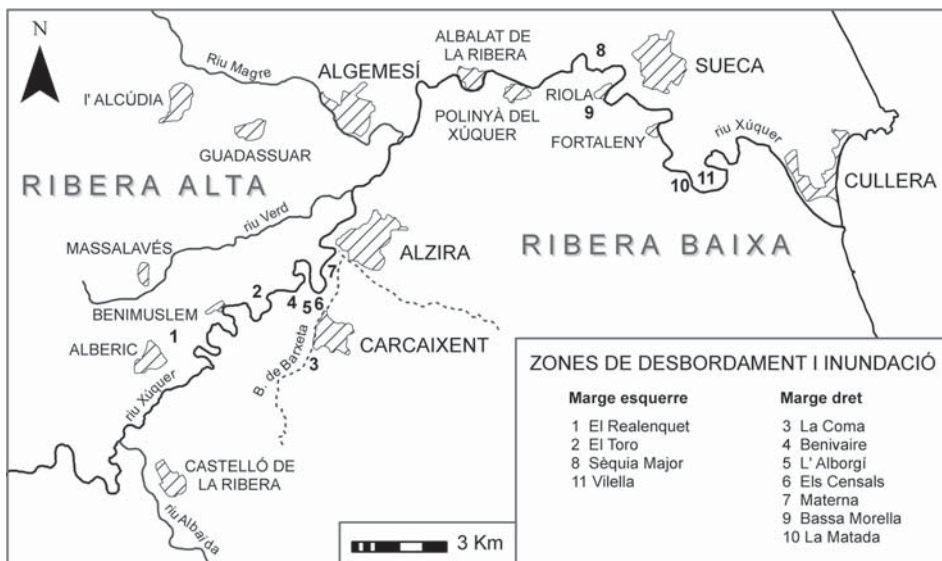 N
Riu Magre
l' ALCÚDIA
GUADASSUAR
ALGEMESÍ
ALBALAT DE
LA RIBERA
POLINYÀ DEL
XÚQUER
8
RIOLA
9
SUECA
FORTALENY
riu Xúquer
10
11
CULLERA
RIBERA ALTA
RIBERA BAIXA
riu Verd
MASSALAVÉS
BENIMUSLEM
1
ALBERIC
2
4
5
6
7
ALZIRA
CARCAIXENT
3
B. de Barxeta
riu Xúquer
CASTELLÓ DE
LA RIBERA
riu Albaida
3 Km
ZONES DE DESBORDAMENT I INUNDACIÓ
Marge esquerre
1 El Realenquet
2 El Toro
8 Sèquia Major
11 Vilella
Marge dret
3 La Coma
4 Benivaire
5 L' Alborgí
6 Els Censals
7 Materna
9 Bassa Morella
10 La Matada